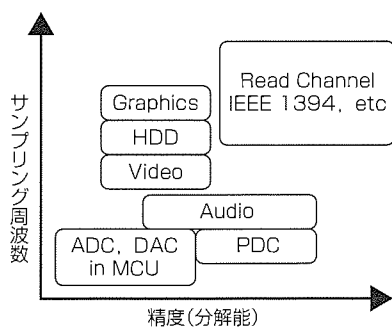 サンプリング周波数
Read Channel
IEEE 1394, etc
Graphics
HDD
Video
Audio
ADC, DAC
in MCU
PDC
精度(分解能)